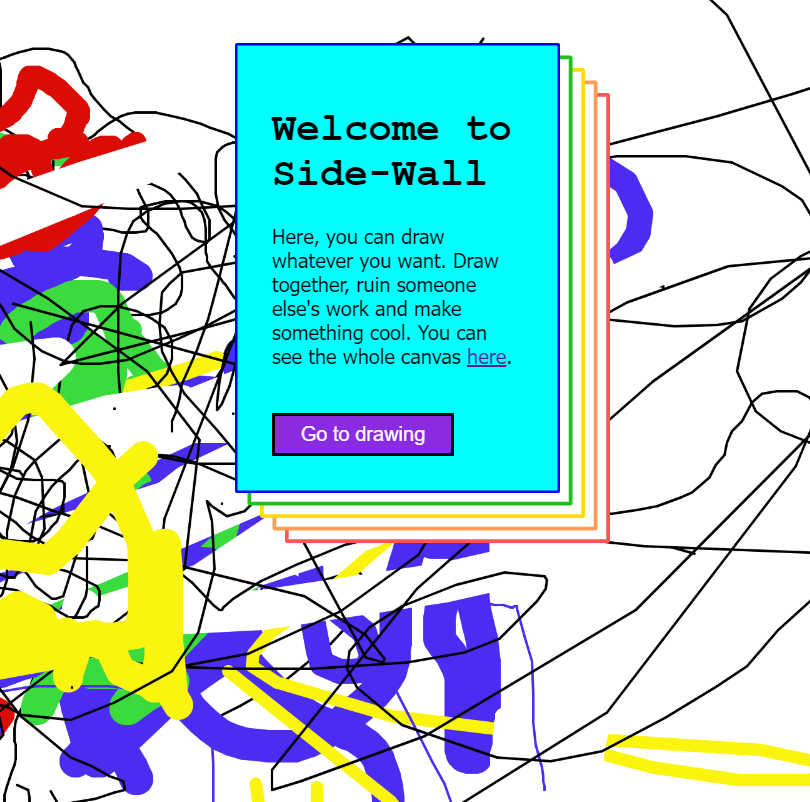 Welcome to
Side-Wall
Here, you can draw
whatever you want. Draw
together, ruin someone
else's work and make
something cool. You can
see the whole canvas here.
Go to drawing